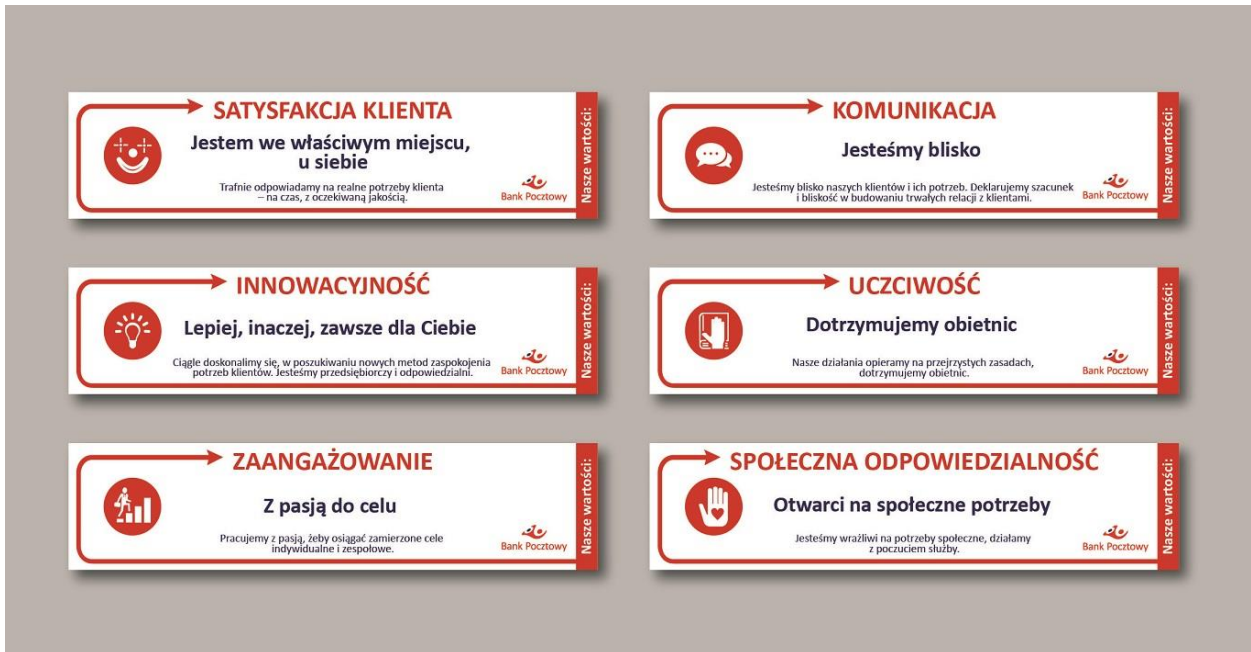 SATYSFAKCJA KLIENTA
Jestem we właściwym miejscu,
u siebie
Trafnie odpowiadamy na realne potrzeby klienta
– na czas, z oczekiwaną jakością.
Bank Pocztowy
Nasze wartości:
KOMUNIKACJA
Jesteśmy blisko
Jesteśmy blisko naszych klientów i ich potrzeb. Deklarujemy szacunek
i bliskość w budowaniu trwałych relacji z klientami.
Bank Pocztowy
Nasze wartości:
INNOWACYJNOŚĆ
Lepiej, inaczej, zawsze dla Ciebie
Ciągle doskonalimy się, w poszukiwaniu nowych metod zaspokojenia
potrzeb klientów. Jesteśmy przedsiębiorczy i odpowiedzialni.
Bank Pocztowy
Nasze wartości:
UCZCIWOŚĆ
Dotrzymujemy obietnic
Nasze działania opieramy na przejrzystych zasadach,
dotrzymujemy obietnic.
Bank Pocztowy
Nasze wartości:
ZAANGAŻOWANIE
Z pasją do celu
Pracujemy z pasją, żeby osiągać zamierzone cele
indywidualne i zespołowe.
Bank Pocztowy
Nasze wartości:
SPOŁECZNA ODPOWIEDZIALNOŚĆ
Otwarci na społeczne potrzeby
Jesteśmy wrażliwi na potrzeby społeczne, działamy
z poczuciem służby.
Bank Pocztowy
Nasze wartości: